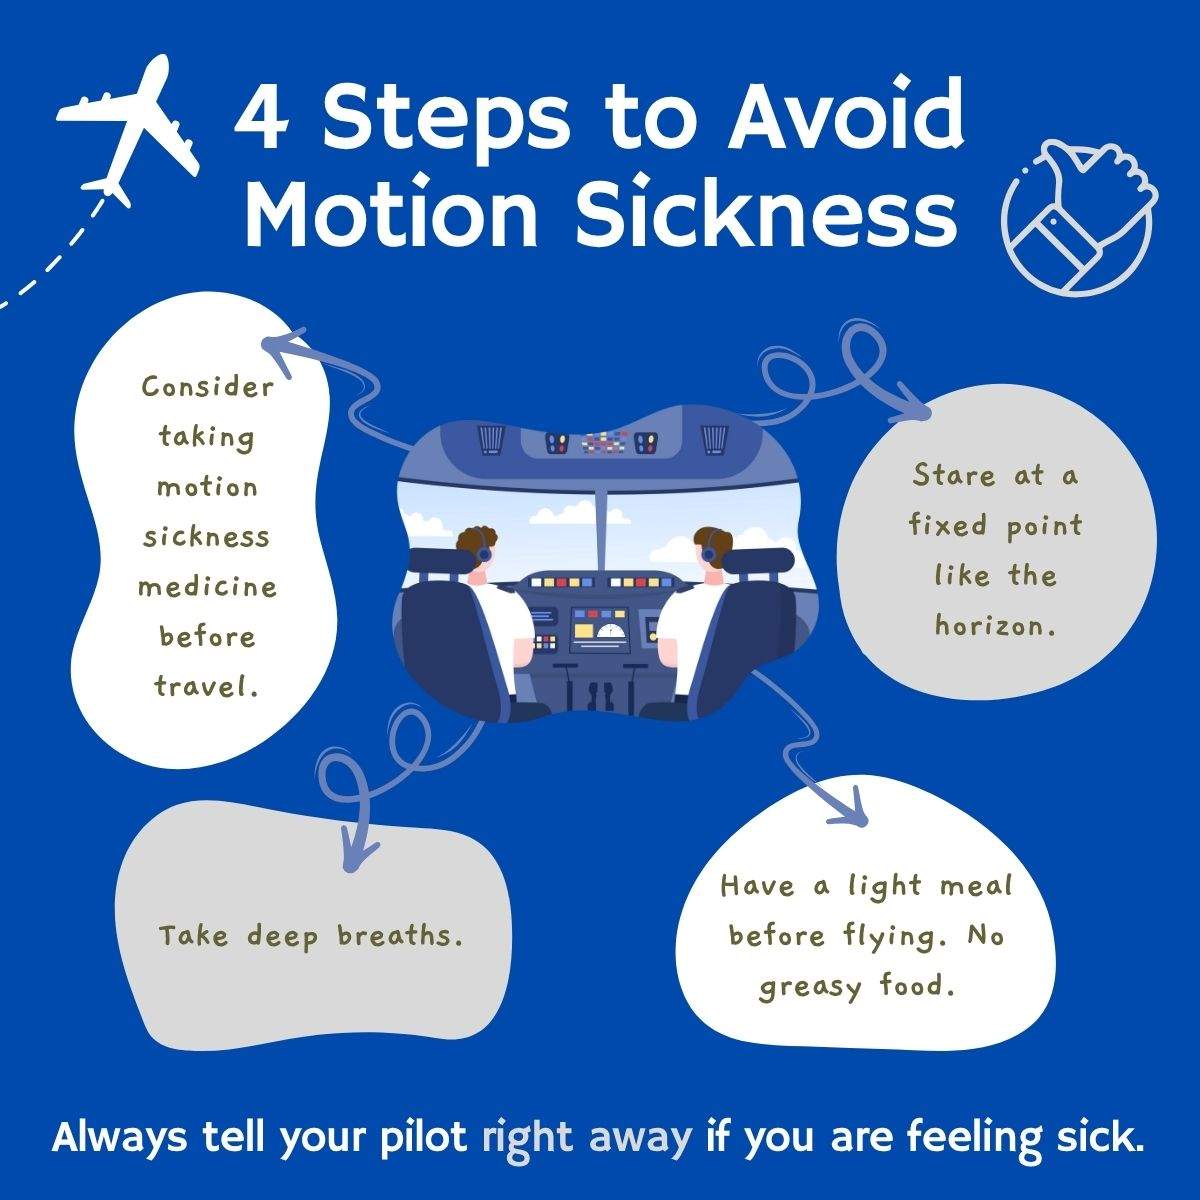 4 Steps to Avoid
Motion Sickness
Consider
taking
motion
sickness
medicine
before
travel.
Stare at a
fixed point
like the
horizon.
Take deep breaths.
Have a light meal
before flying. No
greasy food.
Always tell your pilot right away if you are feeling sick.